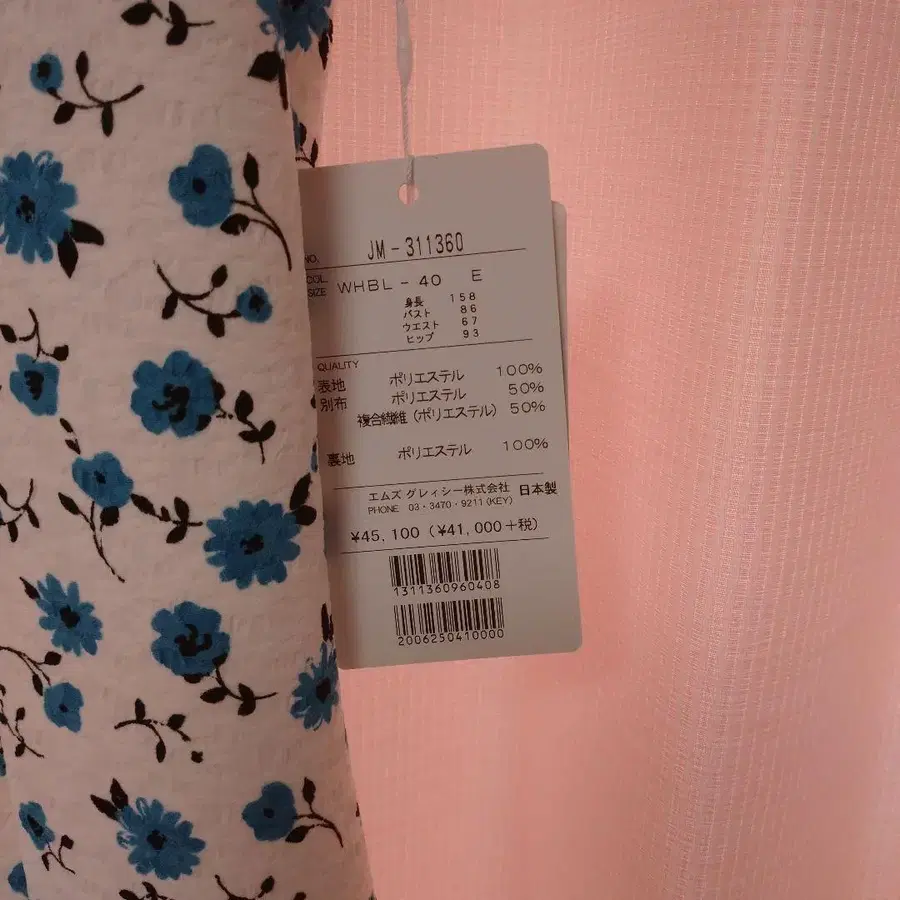 NO. JM-311360
COL.
SIZE WHBL-40 E
身長 158
バスト 86
ウエスト 67
ヒップ 93
QUALITY
表地 ポリエステル 100%
別布 ポリエステル 50%
複合繊維(ポリエステル) 50%
裏地 ポリエステル 100%
エムズ グレィシー株式会社 日本製
PHONE 03・3470・9211(KEY)
¥45,100(¥41,000+税)
1311360960408
2006250410000